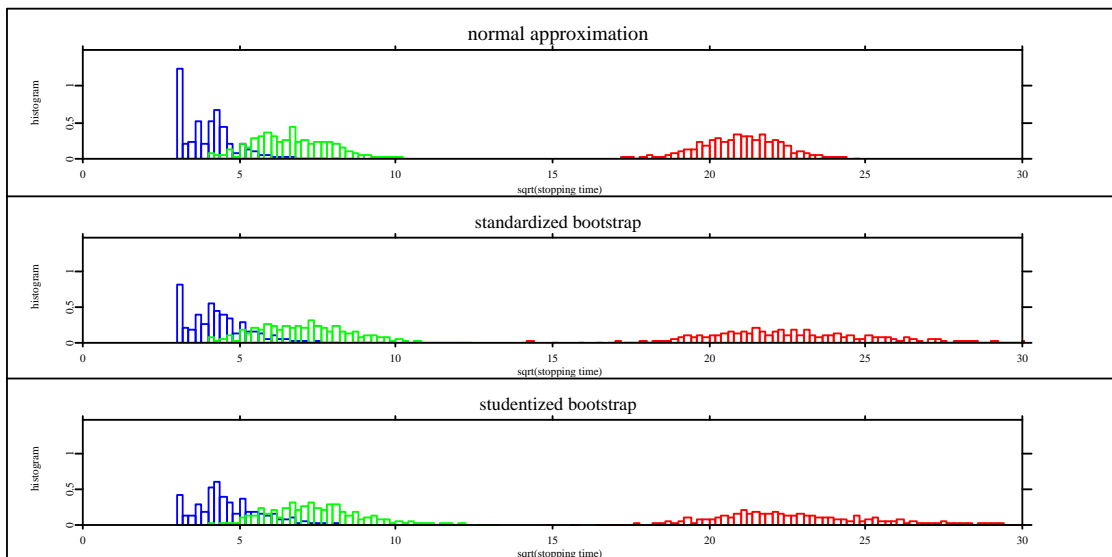 normal approximation
histogram
0 0.5 1
0 5 10 15 20 25 30
sqrt(stopping time)
standardized bootstrap
histogram
0 0.5 1
0 5 10 15 20 25 30
sqrt(stopping time)
studentized bootstrap
histogram
0 0.5 1
0 5 10 15 20 25 30
sqrt(stopping time)